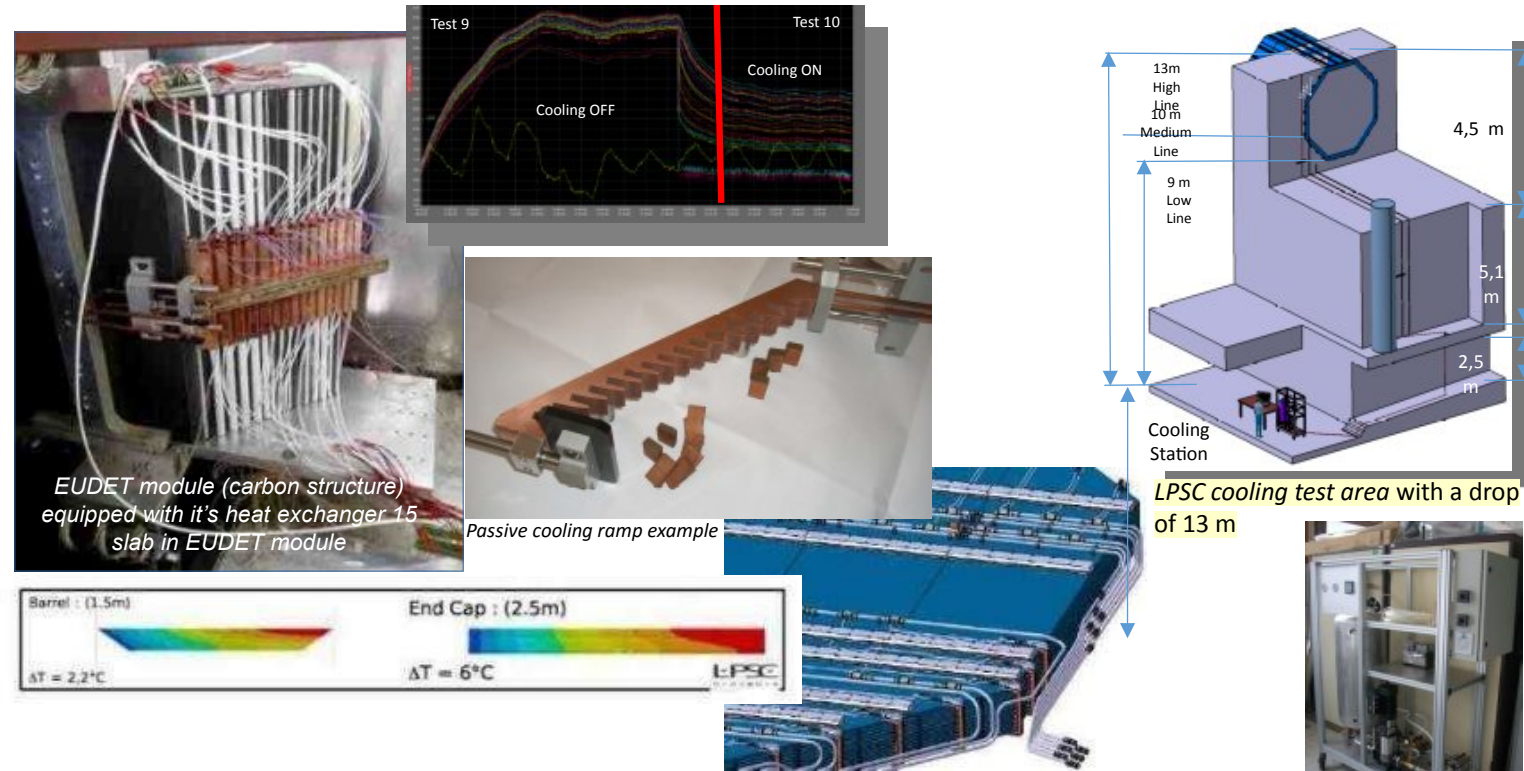 Test 9
Test 10
Cooling OFF
Cooling ON
EUDET module (carbon structure)
equipped with it's heat exchanger 15
slab in EUDET module
Passive cooling ramp example
Barrel : (1.5m)
ΔT = 2,2°C
End Cap : (2.5m)
ΔT = 6°C
LPSC
13m
High
Line
10 m
Medium
Line
9 m
Low
Line
4,5 m
5,1
m
2,5
m
Cooling
Station
LPSC cooling test area with a drop
of 13 m